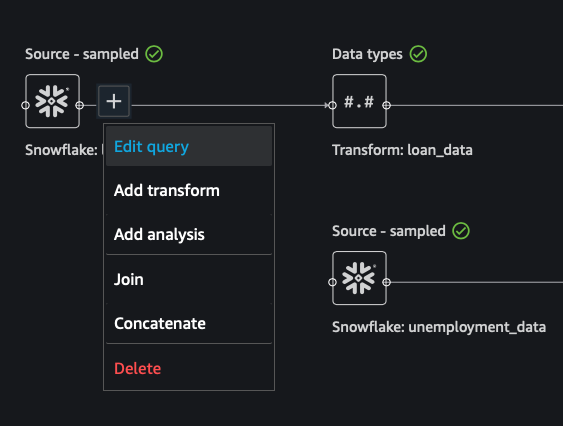 Source - sampled
Data types
+
#.#
Snowflake:
Transform: loan_data
Edit query
Add transform
Add analysis
Join
Concatenate
Delete
Source - sampled
Snowflake: unemployment_data